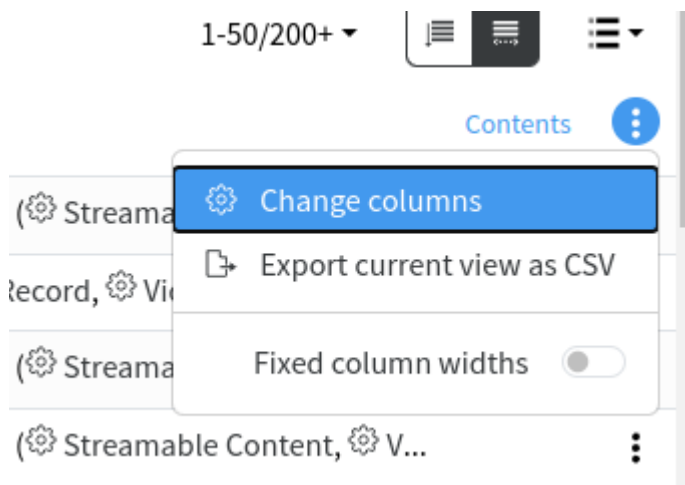 1-50/200+
Contents
(Streama
Change columns
Export current view as CSV
Record, Vi
Fixed column widths
(Streama
(Streamable Content, V...